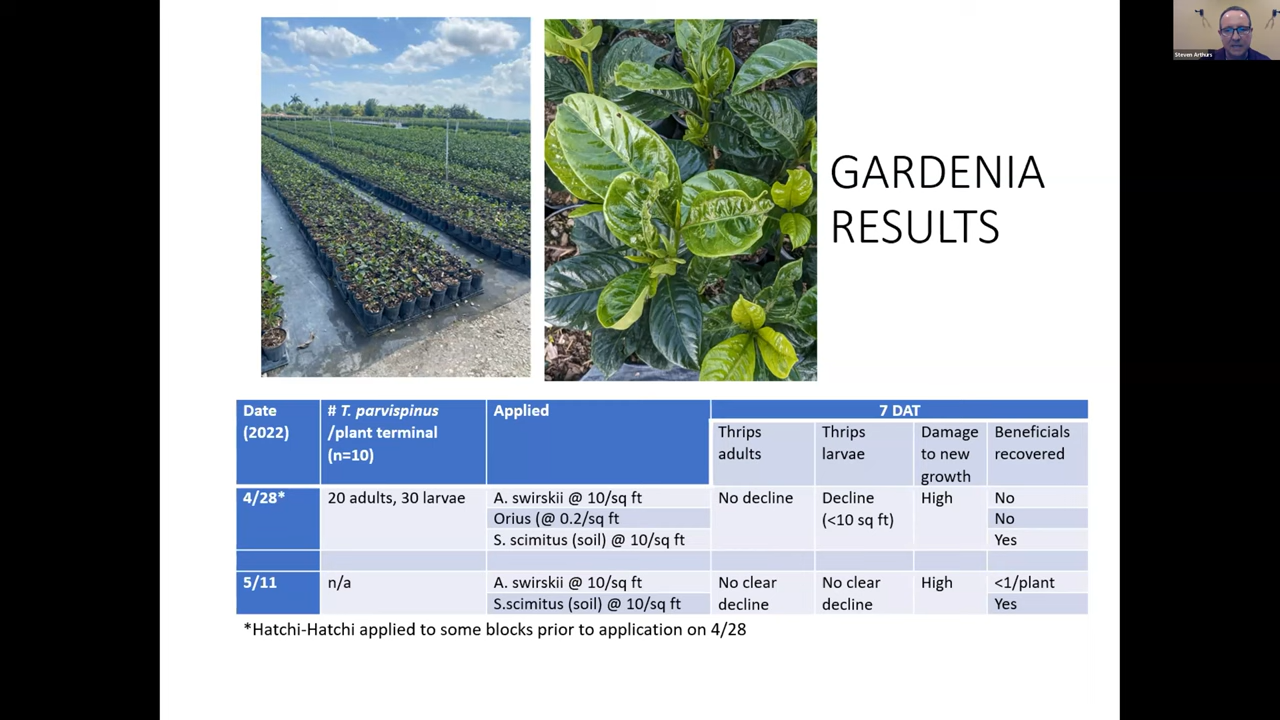 Steven Arthurs
GARDENIA
RESULTS
Date
(2022)
# T. parvispinus
/plant terminal
(n=10)
Applied
7 DAT
Thrips
adults
Thrips
larvae
Damage
to new
growth
Beneficials
recovered
4/28*
20 adults, 30 larvae
A. swirskii @ 10/sq ft
No decline
Decline
(<10 sq ft)
High
No
Orius (@ 0.2/sq ft
No
S. scimitus (soil) @ 10/sq ft
Yes
5/11
n/a
A. swirskii @ 10/sq ft
No clear
decline
No clear
decline
High
<1/plant
S.scimitus (soil) @ 10/sq ft
Yes
*Hatchi-Hatchi applied to some blocks prior to application on 4/28